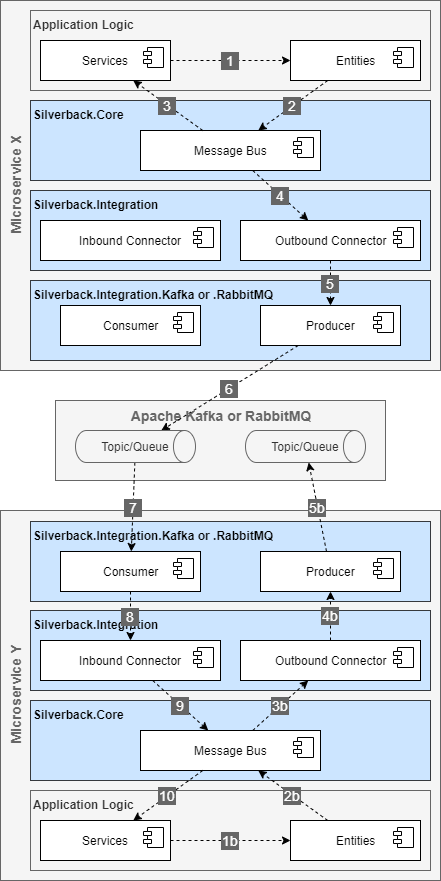 Application Logic
Services
1
Entities
3
2
Silverback.Core
Message Bus
Microservice X
4
Silverback.Integration
Inbound Connector
Outbound Connector
5
Silverback.Integration.Kafka or .RabbitMQ
Consumer
Producer
6
Apache Kafka or RabbitMQ
Topic/Queue
Topic/Queue
7
5b
Silverback.Integration.Kafka or .RabbitMQ
Consumer
Producer
8
4b
Silverback.Integration
Inbound Connector
Outbound Connector
Microservice Y
9
3b
Silverback.Core
Message Bus
10
2b
Application Logic
Services
1b
Entities